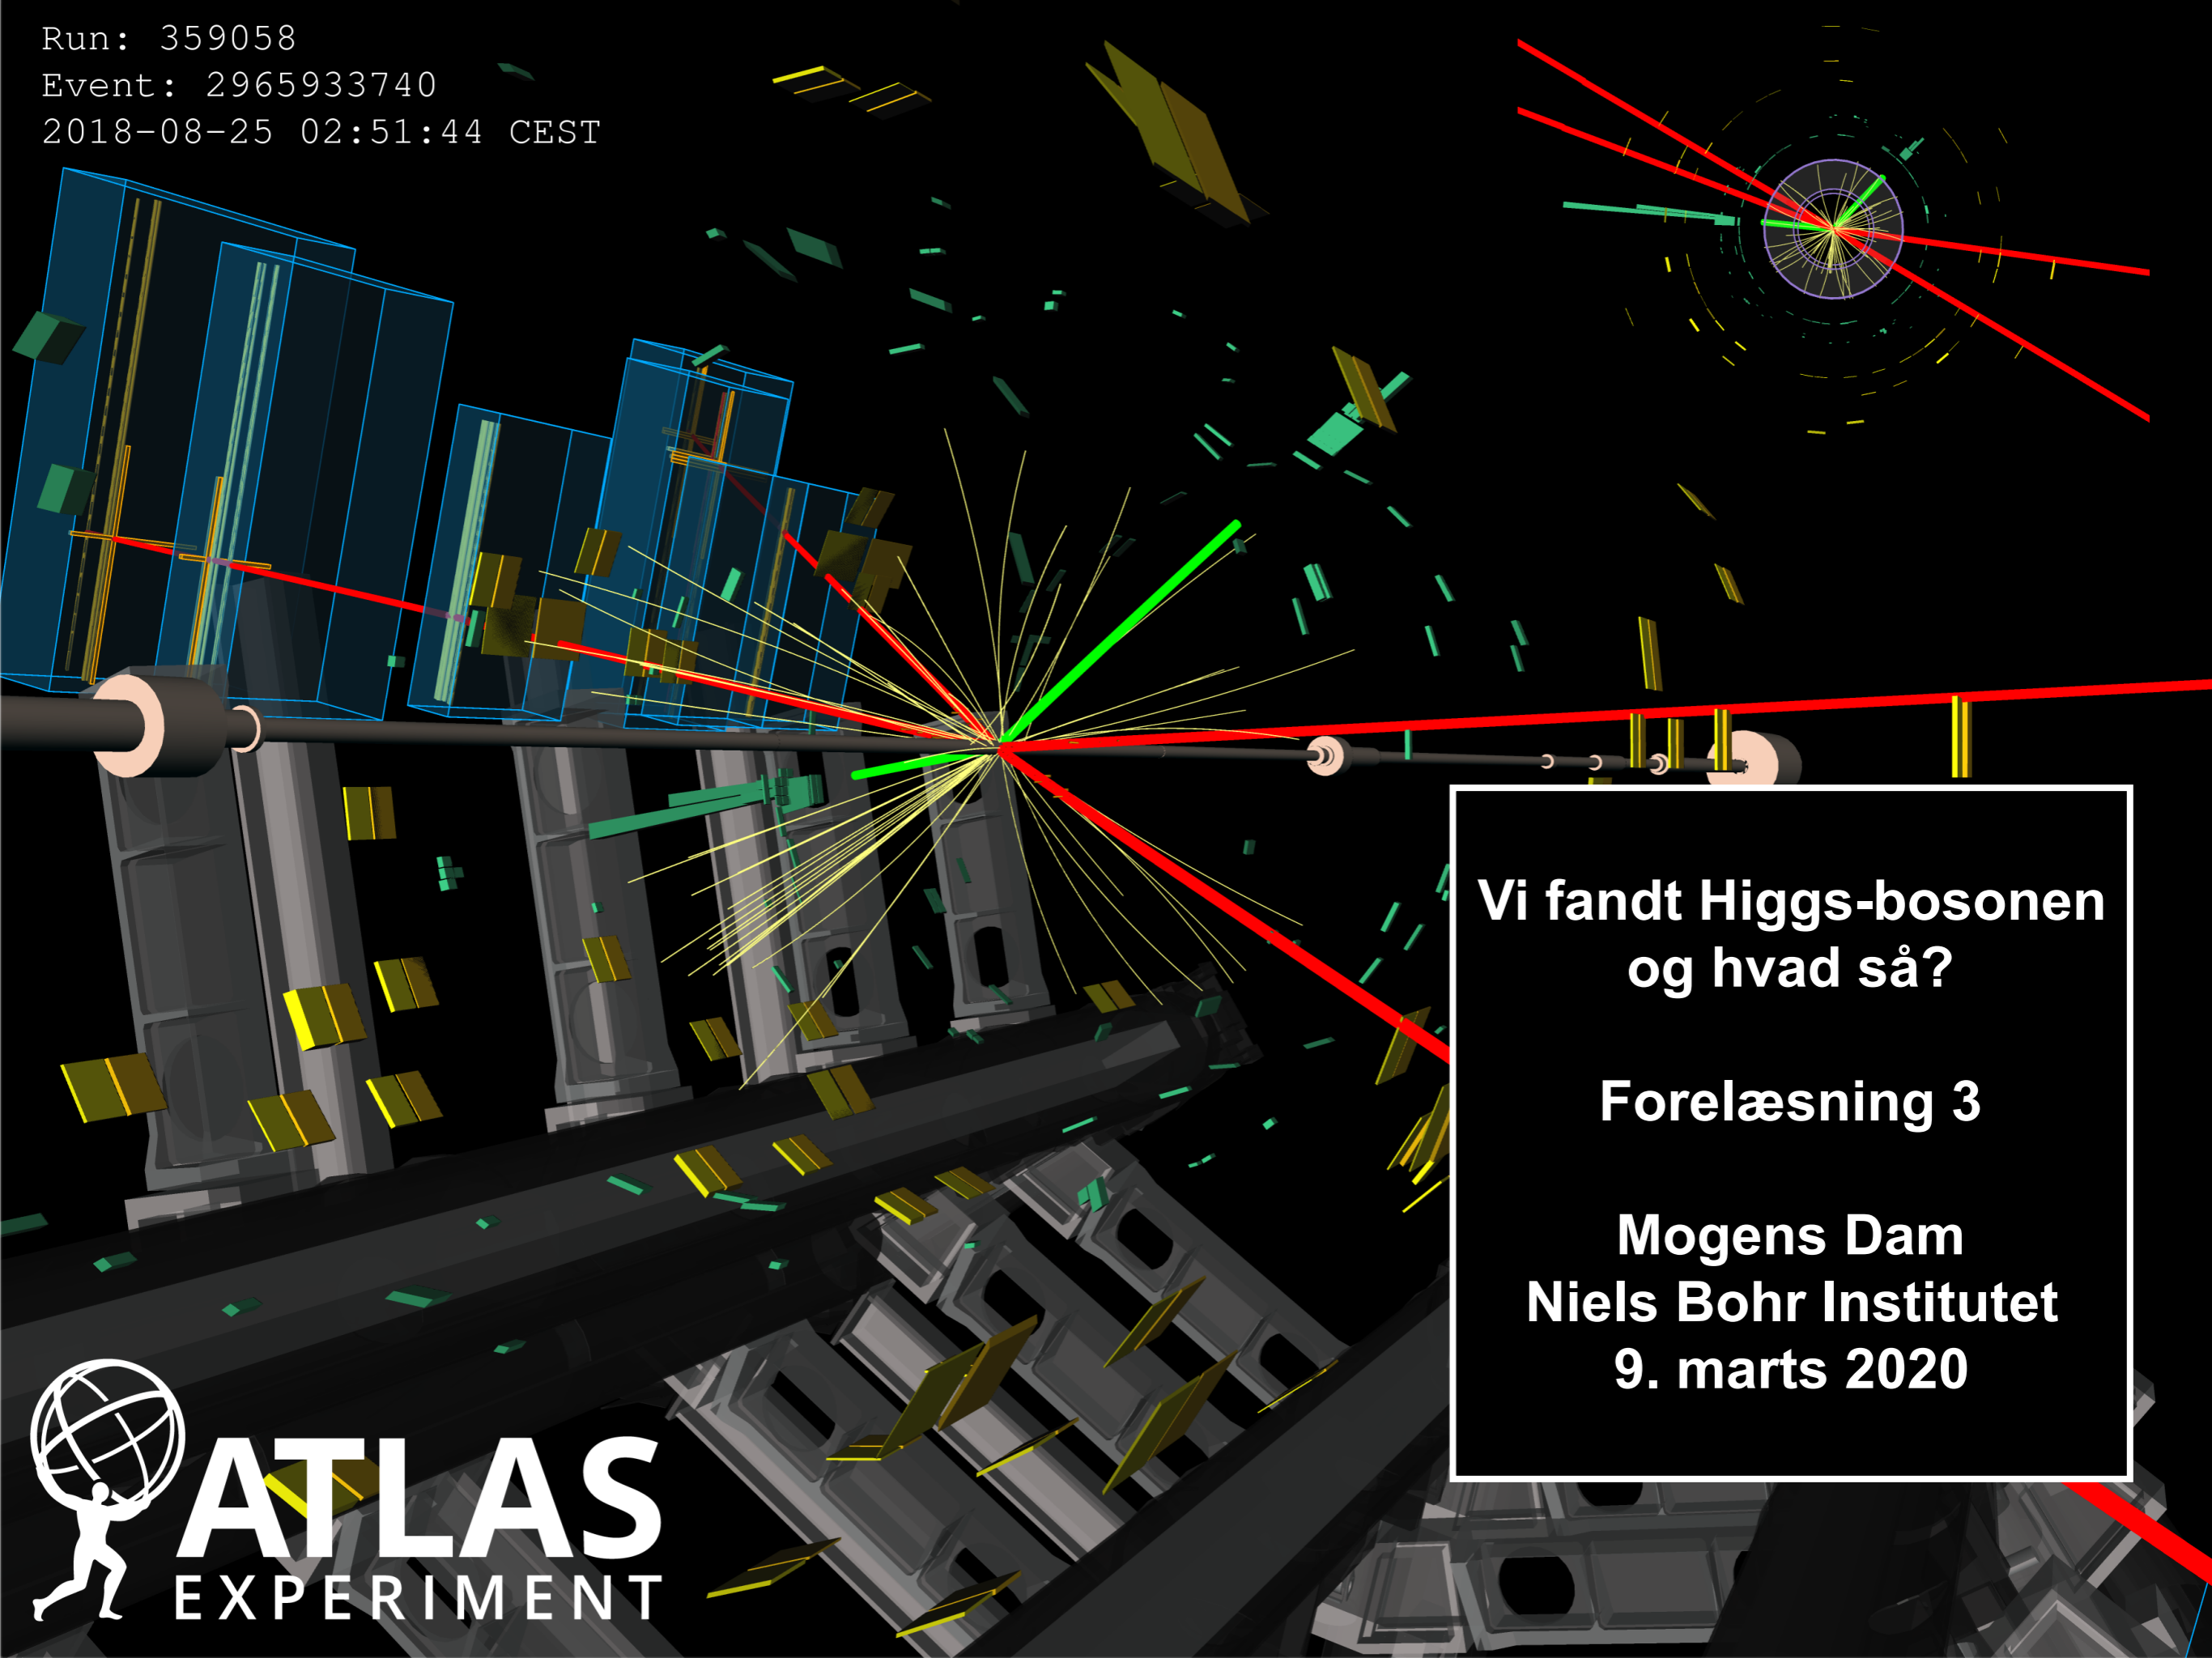 Run: 359058
Event: 2965933740
2018-08-25 02:51:44 CEST
Vi fandt Higgs-bosonen
og hvad så?
Forelæsning 3
Mogens Dam
Niels Bohr Institutet
9. marts 2020
ATLAS
EXPERIMENT